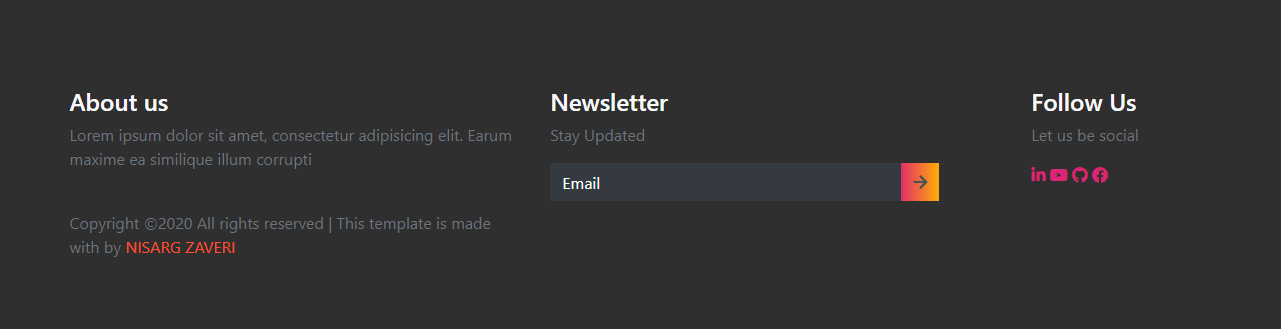 About us
Lorem ipsum dolor sit amet, consectetur adipisicing elit. Earum
maxime ea similique illum corrupti
Copyright ©2020 All rights reserved | This template is made
with by NISARG ZAVERI
Newsletter
Stay Updated
Email
Follow Us
Let us be social